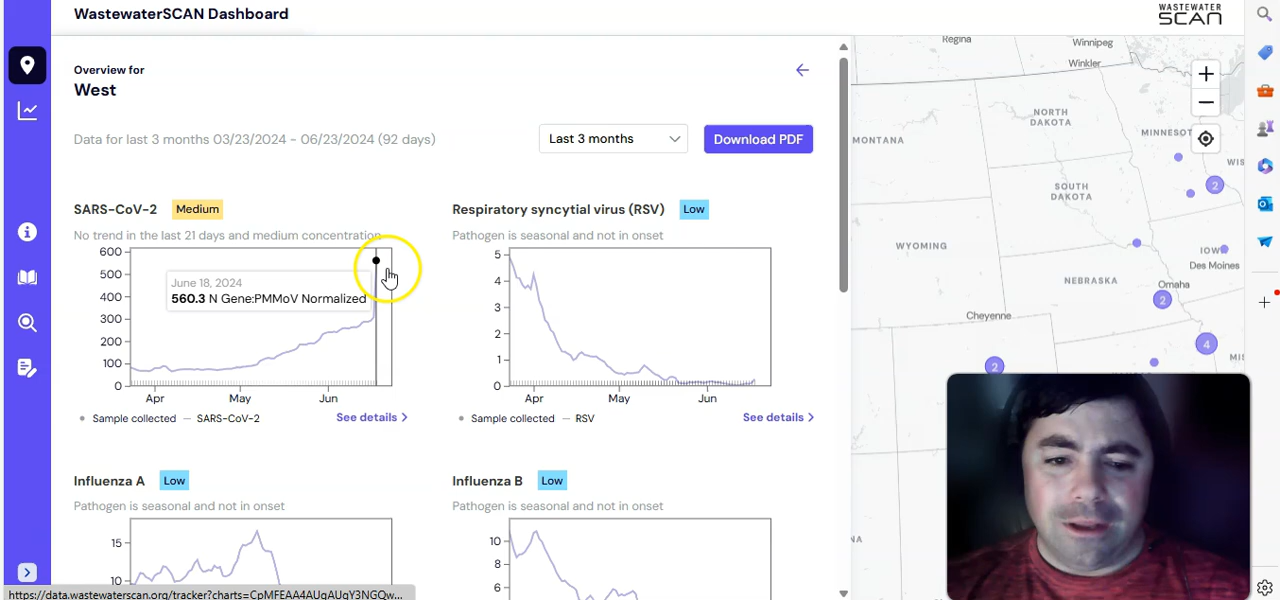 WastewaterSCAN Dashboard
WASTEWATER
SCAN
Overview for
West
Data for last 3 months 03/23/2024 - 06/23/2024 (92 days)
Last 3 months
Download PDF
SARS-CoV-2
Medium
No trend in the last 21 days and medium concentration
600
500
400
300
200
100
0
June 18, 2024
560.3 N Gene:PMMoV Normalized
Apr
May
Jun
Sample collected
SARS-CoV-2
See details
Respiratory syncytial virus (RSV)
Low
Pathogen is seasonal and not in onset
5
4
3
2
1
0
Apr
May
Jun
Sample collected
RSV
See details
Influenza A
Low
Pathogen is seasonal and not in onset
15
10
Influenza B
Low
Pathogen is seasonal and not in onset
10
8
6
Regina
Winnipeg
Winkler
NORTH
DAKOTA
MONTANA
MINNESOT
WIS
2
SOUTH
DAKOTA
WYOMING
IOWA
Des Moines
NEBRASKA
Omaha
2
Cheyenne
4
MIS
2
https://data.wastewaterscan.org/tracker?charts=CpMFEAA4AUgAUgY3NGQw...